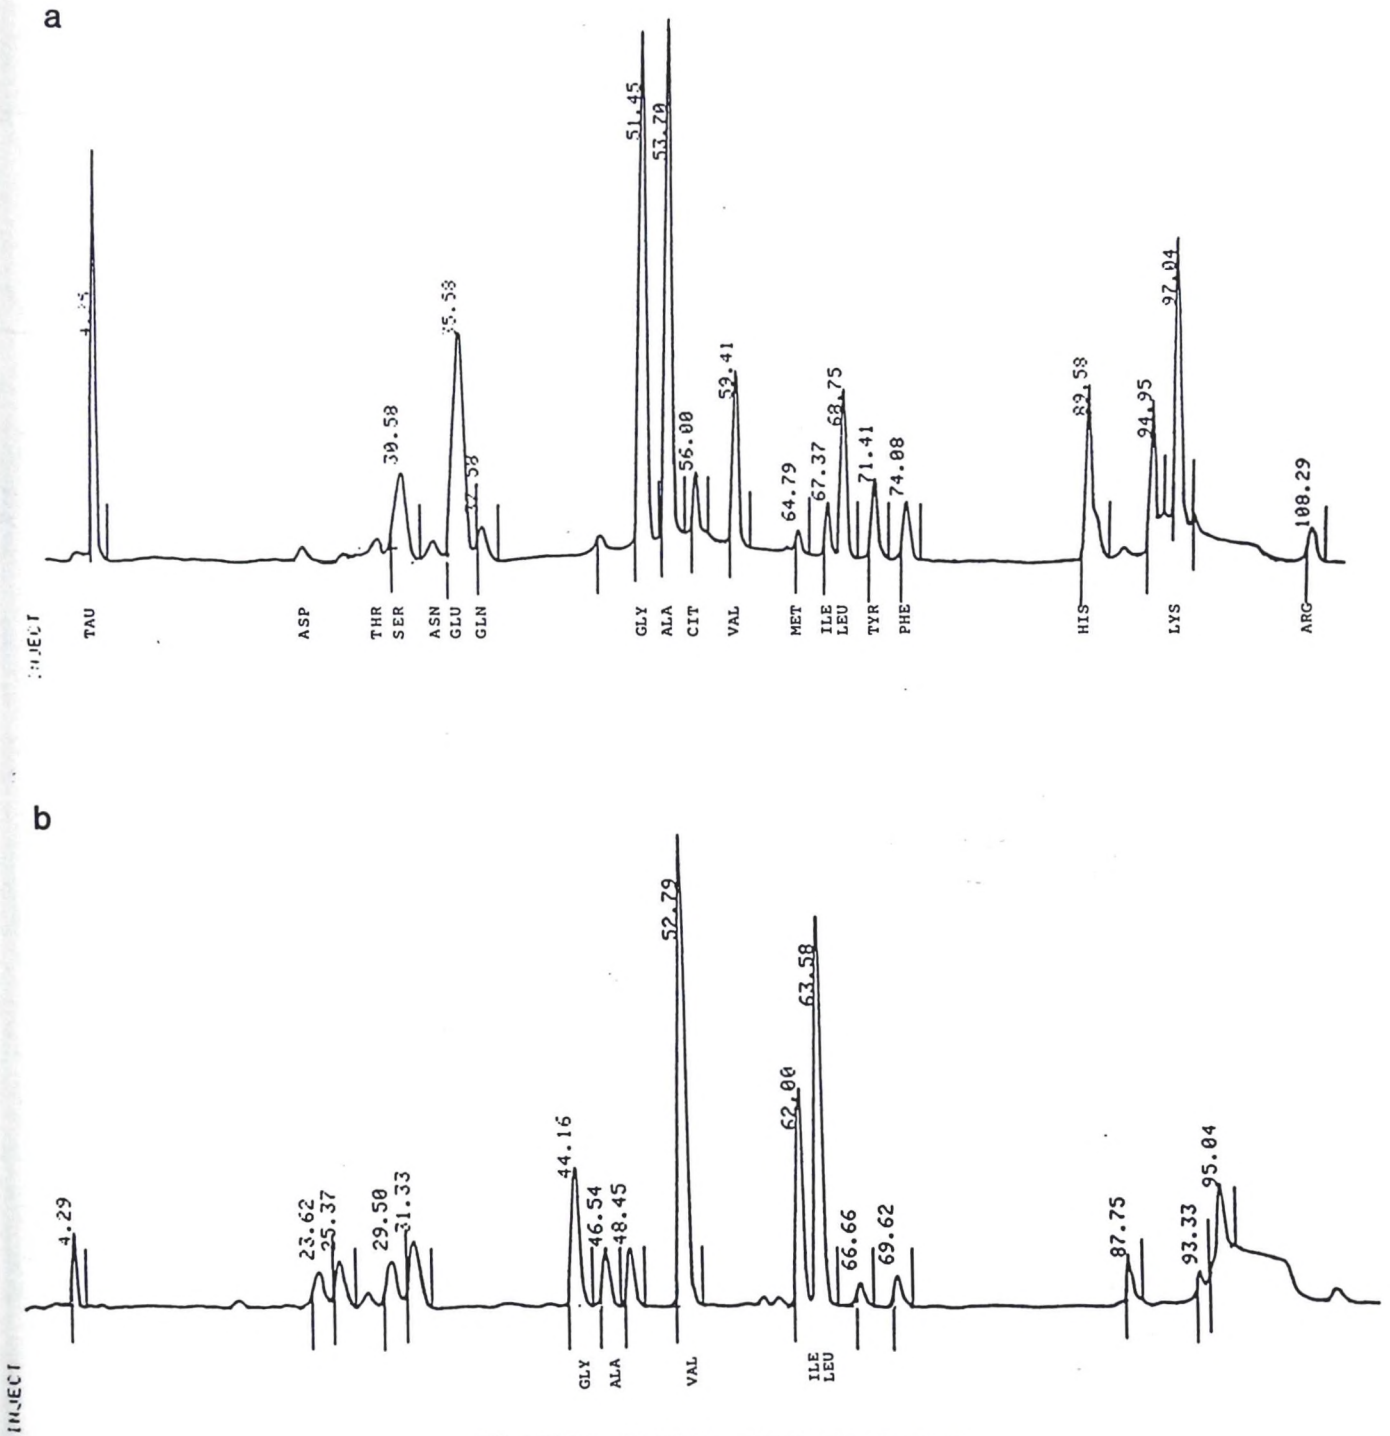 a
51.45
53.70
35.58
30.58
59.41
56.00
64.79
67.37
68.75
71.41
74.08
89.58
94.95
97.04
108.29
TAU
ASP
THR
SER
ASN
GLU
GLN
GLY
ALA
CIT
VAL
MET
ILE
LEU
TYR
PHE
HIS
LYS
ARG
INJECT
b
4.29
23.62
25.37
29.50
31.33
44.16
46.54
48.45
52.79
62.00
63.58
66.66
69.62
87.75
93.33
95.04
GLY
ALA
VAL
ILE
LEU
INJECT